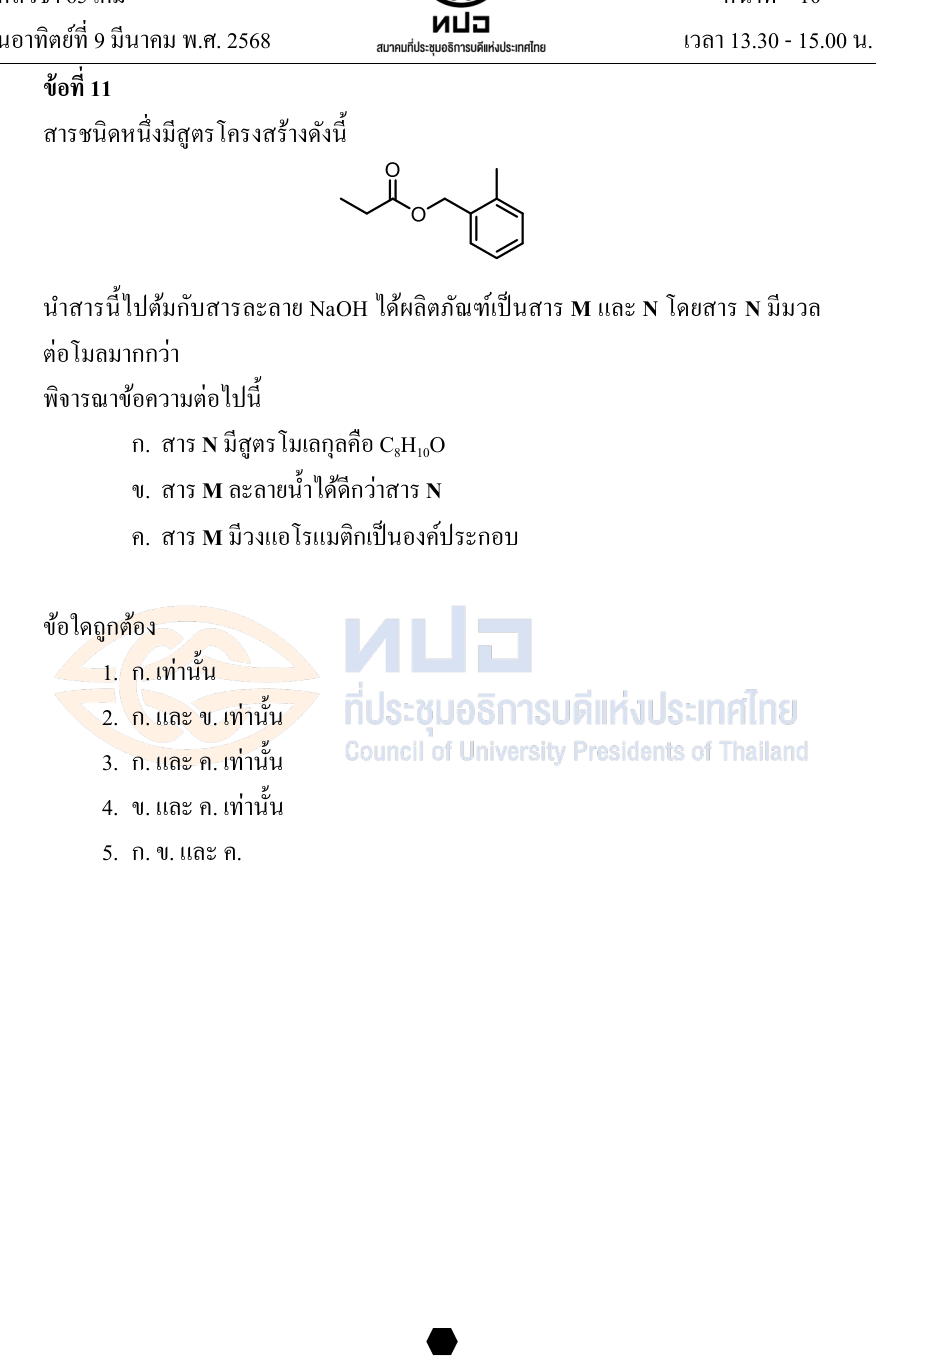 หน้าที่ 10
นอาทิตย์ที่ 9 มีนาคม พ.ศ. 2568
ทปอ
สมาคมที่ประชุมอธิการบดีแห่งประเทศไทย
เวลา 13.30 - 15.00 น.
ข้อที่ 11
สารชนิดหนึ่งมีสูตรโครงสร้างดังนี้
O
O
นำสารนี้ไปต้มกับสารละลาย NaOH ได้ผลิตภัณฑ์เป็นสาร M และ N โดยสาร N มีมวล
ต่อโมลมากกว่า
พิจารณาข้อความต่อไปนี้
ก. สาร N มีสูตรโมเลกุลคือ C₈H₁₀O
ข. สาร M ละลายน้ำได้ดีกว่าสาร N
ค. สาร M มีวงแอโรแมติกเป็นองค์ประกอบ
ข้อใดถูกต้อง
1. ก. เท่านั้น
2. ก. และ ข. เท่านั้น
3. ก. และ ค. เท่านั้น
4. ข. และ ค. เท่านั้น
5. ก. ข. และ ค.
ทปอ
ที่ประชุมอธิการบดีแห่งประเทศไทย
Council of University Presidents of Thailand